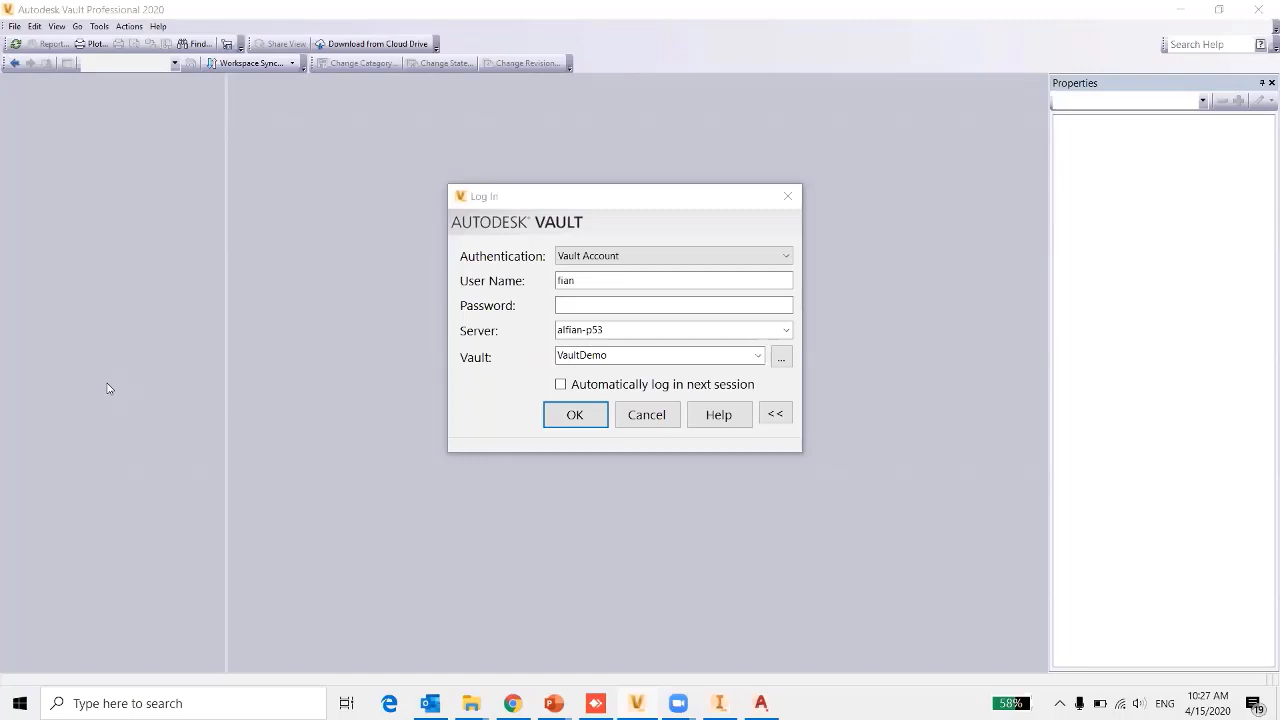 Autodesk Vault Professional 2020
File Edit View Go Tools Actions Help
Report... Plot... Find... Share View Download from Cloud Drive Search Help
Workspace Sync... Change Category... Change State... Change Revision...
Properties
Log In
AUTODESK® VAULT
Authentication: Vault Account
User Name: fian
Password:
Server: alfian-p53
Vault: VaultDemo ...
Automatically log in next session
OK Cancel Help <<
Type here to search
58% ENG 10:27 AM
4/15/2020 19